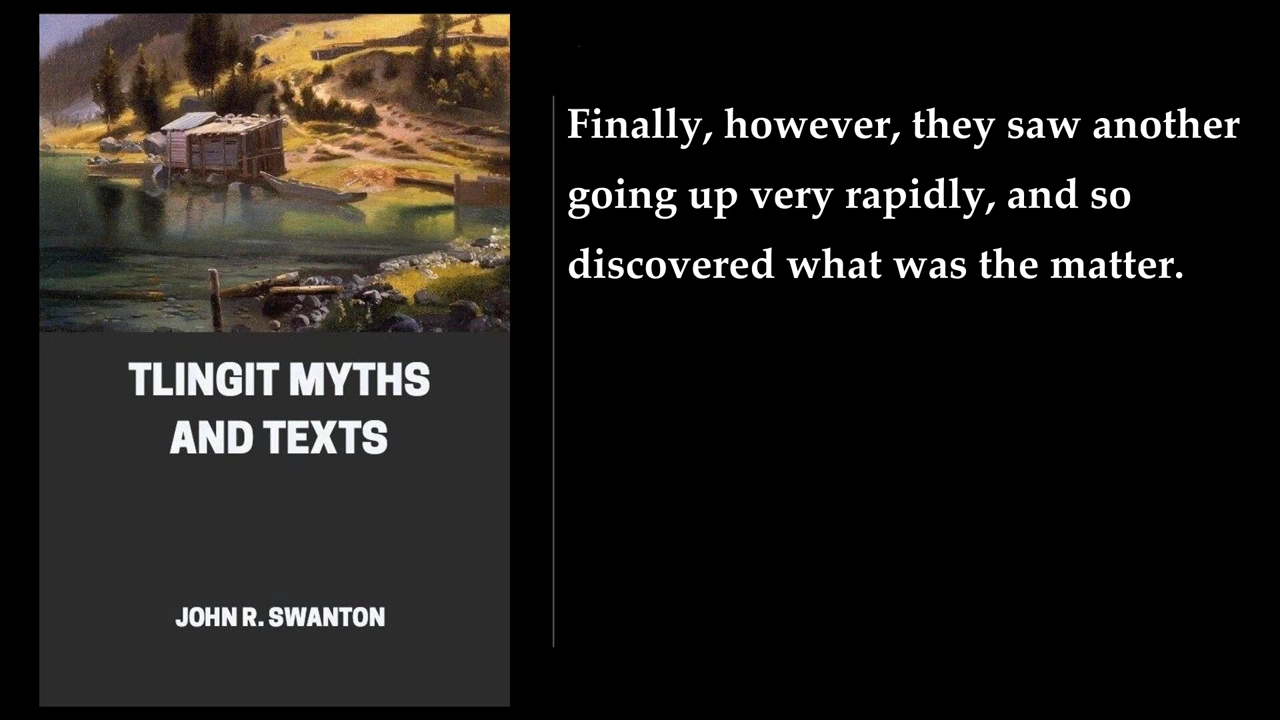 TLINGIT MYTHS
AND TEXTS
JOHN R. SWANTON
Finally, however, they saw another
going up very rapidly, and so
discovered what was the matter.